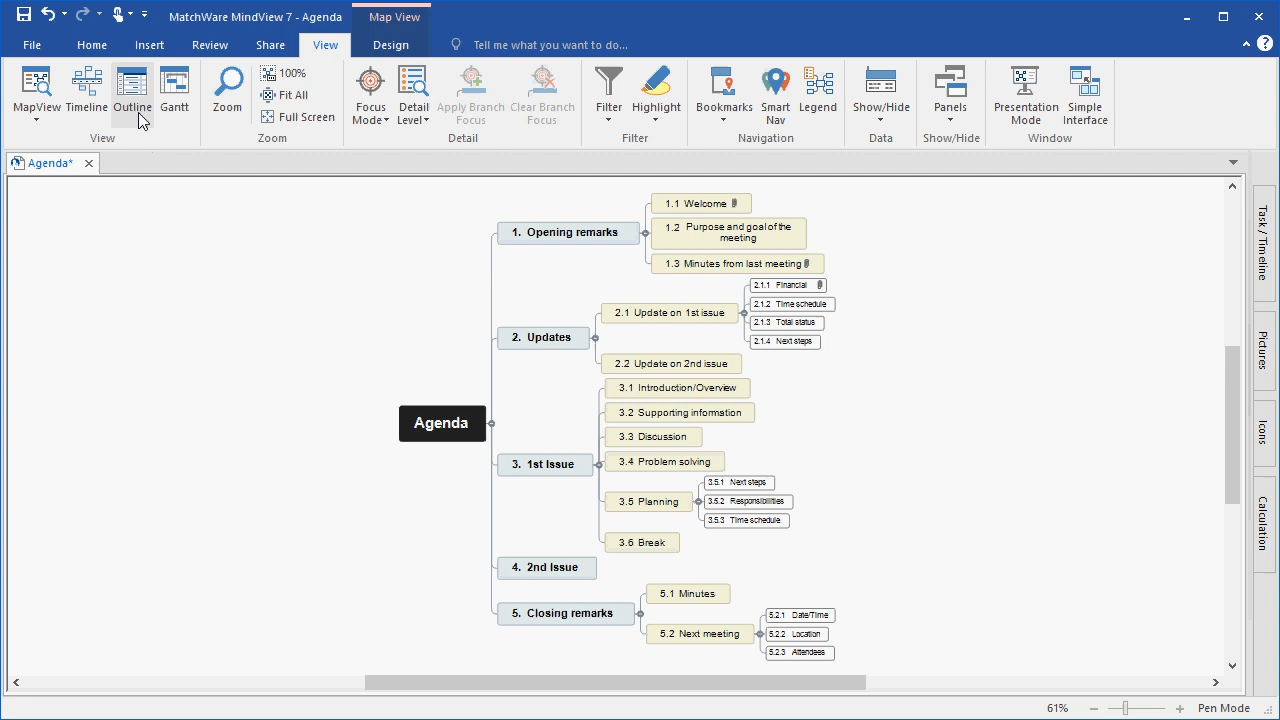 MatchWare MindView 7 - Agenda
Map View
File
Home
Insert
Review
Share
View
Design
Tell me what you want to do...
MapView
Timeline
Outline
Gantt
View
Zoom
100%
Fit All
Full Screen
Zoom
Focus
Mode
Detail
Level
Apply Branch
Focus
Clear Branch
Focus
Detail
Filter
Highlight
Filter
Bookmarks
Smart
Nav
Legend
Navigation
Show/Hide
Data
Panels
Show/Hide
Presentation
Mode
Simple
Interface
Window
Agenda*
Agenda
1. Opening remarks
1.1 Welcome
1.2 Purpose and goal of the
meeting
1.3 Minutes from last meeting
2. Updates
2.1 Update on 1st issue
2.1.1 Financial
2.1.2 Time schedule
2.1.3 Total status
2.1.4 Next steps
2.2 Update on 2nd issue
3. 1st Issue
3.1 Introduction/Overview
3.2 Supporting information
3.3 Discussion
3.4 Problem solving
3.5 Planning
3.5.1 Next steps
3.5.2 Responsibilities
3.5.3 Time schedule
3.6 Break
4. 2nd Issue
5. Closing remarks
5.1 Minutes
5.2 Next meeting
5.2.1 Date/Time
5.2.2 Location
5.2.3 Attendees
Task / Timeline
Pictures
Icons
Calculation
61%
Pen Mode